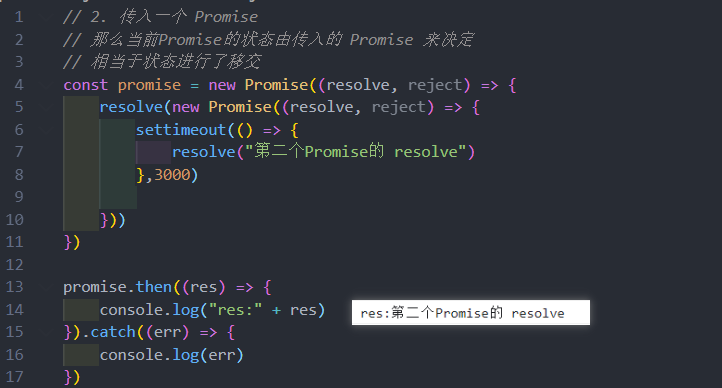 1 // 2. 传入一个 Promise
2 // 那么当前Promise的状态由传入的 Promise 来决定
3 // 相当于状态进行了移交
4 const promise = new Promise((resolve, reject) => {
5 resolve(new Promise((resolve, reject) => {
6 settimeout(() => {
7 resolve("第二个Promise的 resolve")
8 },3000)
9
10 }))
11 })
12
13 promise.then((res) => {
14 console.log("res:" + res) res:第二个Promise的 resolve
15 }).catch((err) => {
16 console.log(err)
17 })